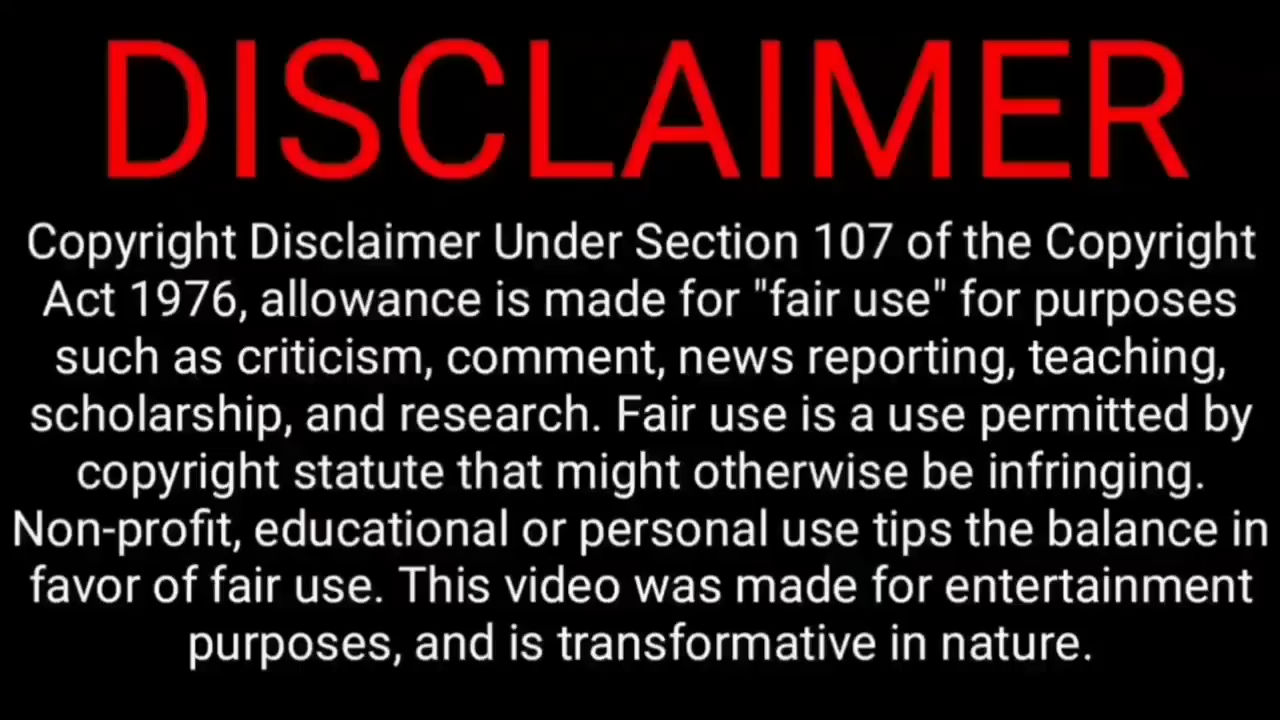 DISCLAIMER
Copyright Disclaimer Under Section 107 of the Copyright
Act 1976, allowance is made for "fair use" for purposes
such as criticism, comment, news reporting, teaching,
scholarship, and research. Fair use is a use permitted by
copyright statute that might otherwise be infringing.
Non-profit, educational or personal use tips the balance in
favor of fair use. This video was made for entertainment
purposes, and is transformative in nature.